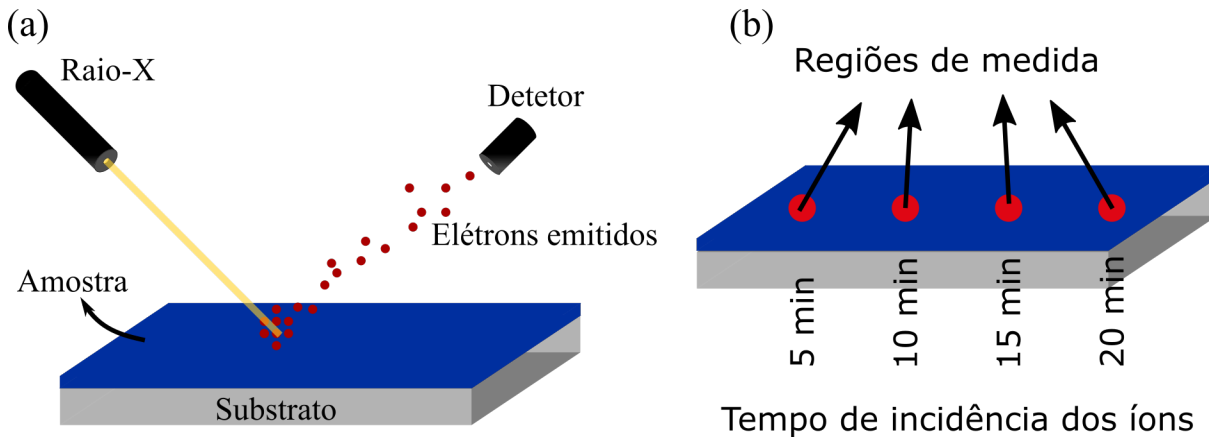 (a)
Raio-X
Detetor
Elétrons emitidos
Amostra
Substrato
(b)
Regiões de medida
5 min
10 min
15 min
20 min
Tempo de incidência dos íons